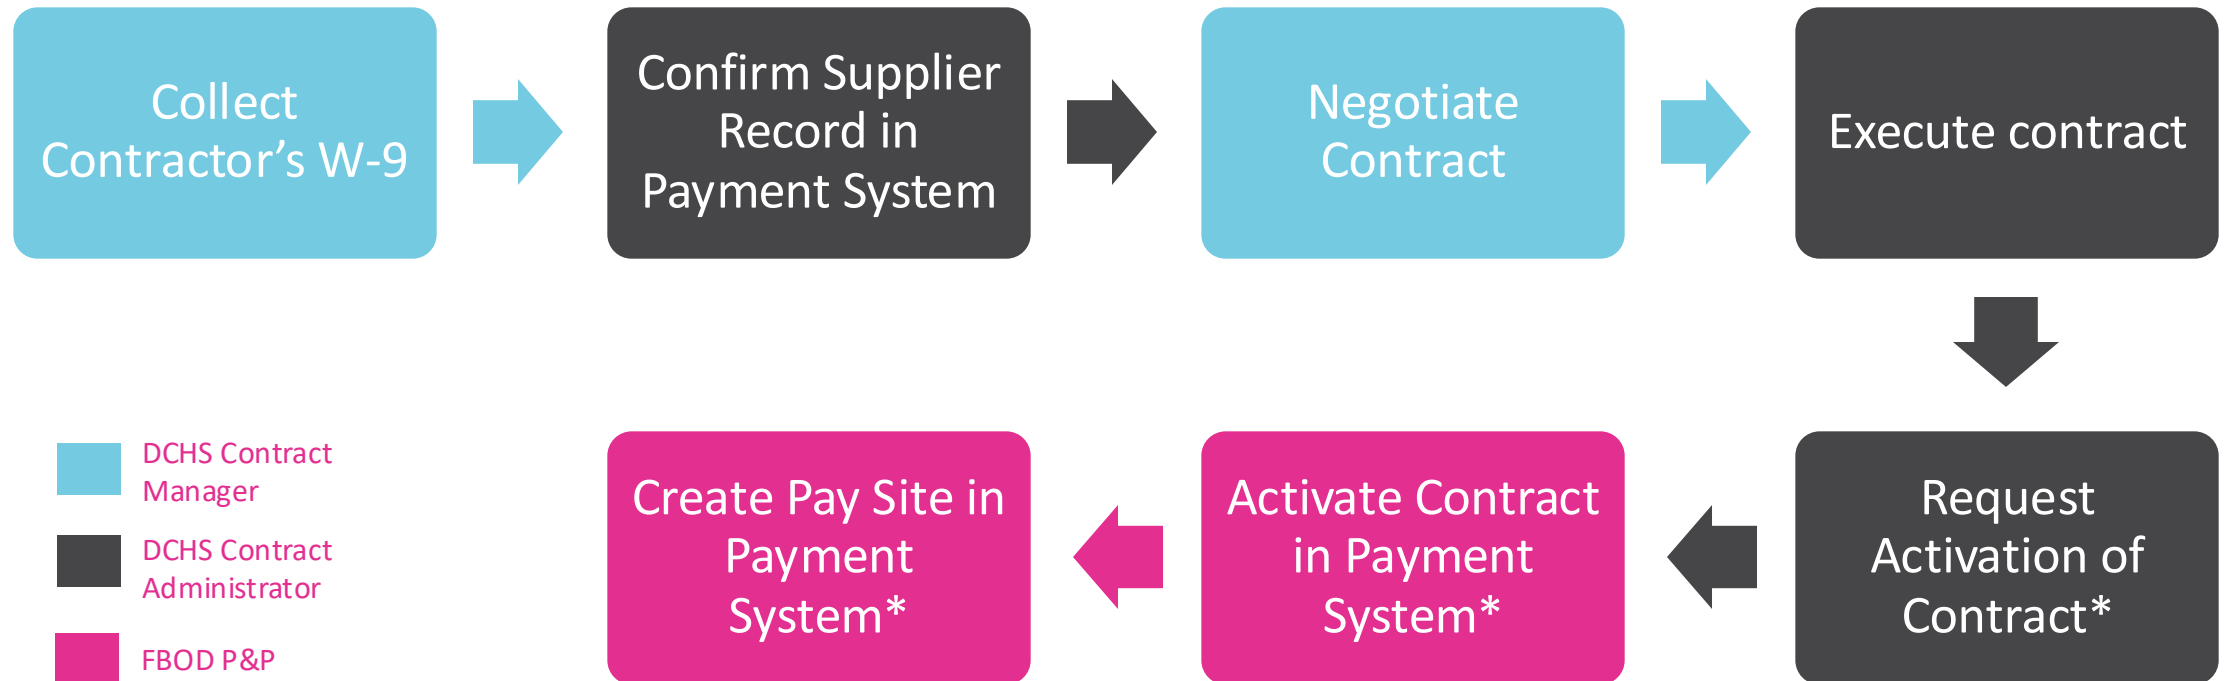 Collect
Contractor’s W-9
Confirm Supplier
Record in
Payment System
Negotiate
Contract
Execute contract
Request
Activation of
Contract*
Activate Contract
in Payment
System*
Create Pay Site in
Payment
System*
DCHS Contract
Manager
DCHS Contract
Administrator
FBOD P&P